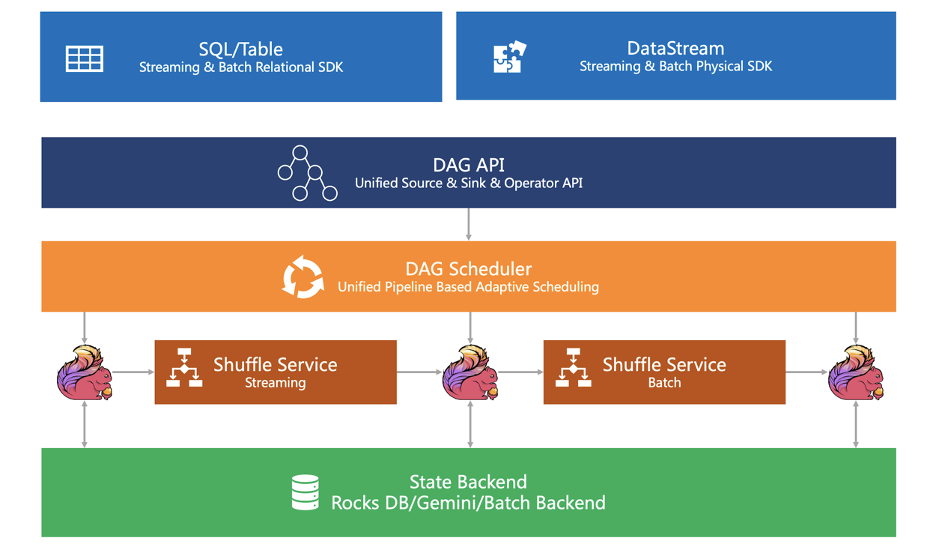 SQL/Table
Streaming & Batch Relational SDK
DataStream
Streaming & Batch Physical SDK
DAG API
Unified Source & Sink & Operator API
DAG Scheduler
Unified Pipeline Based Adaptive Scheduling
Shuffle Service
Streaming
Shuffle Service
Batch
State Backend
Rocks DB/Gemini/Batch Backend